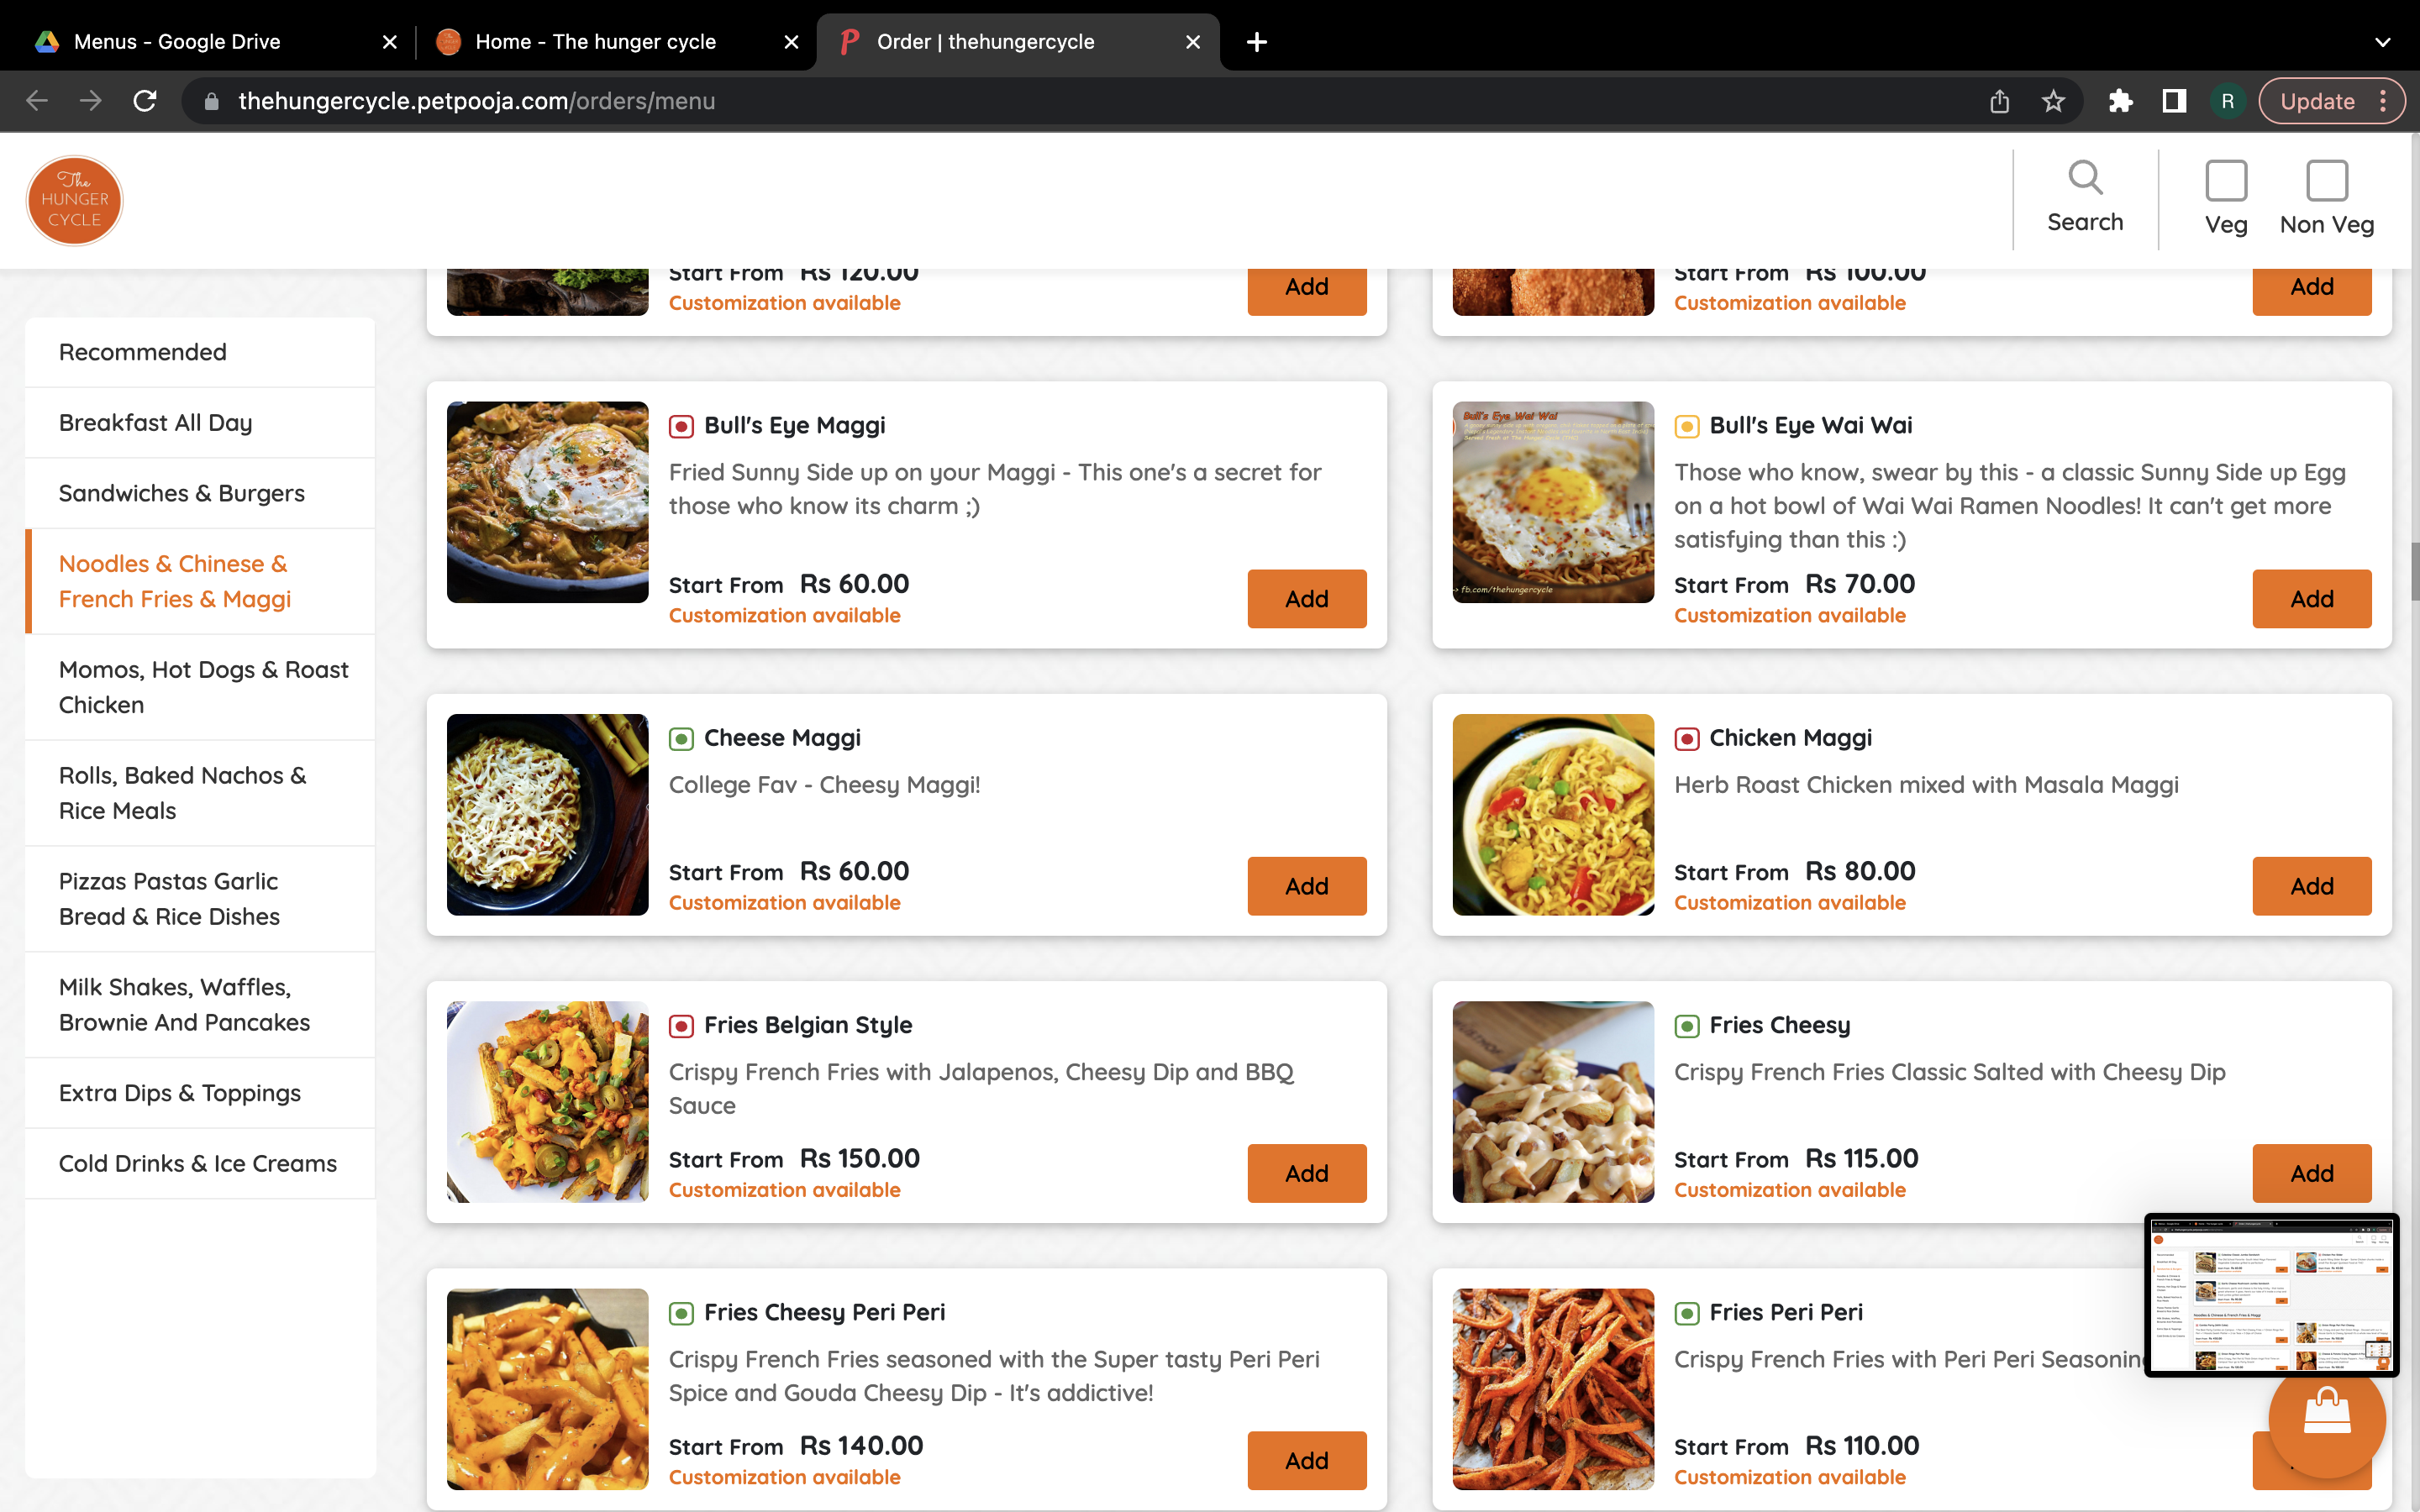 Menus - Google Drive
Home - The hunger cycle
Order | thehungercycle
thehungercycle.petpooja.com/orders/menu
R
Update
The
HUNGER
CYCLE
Search
Veg
Non Veg
Recommended
Breakfast All Day
Sandwiches & Burgers
Noodles & Chinese &
French Fries & Maggi
Momos, Hot Dogs & Roast
Chicken
Rolls, Baked Nachos &
Rice Meals
Pizzas Pastas Garlic
Bread & Rice Dishes
Milk Shakes, Waffles,
Brownie And Pancakes
Extra Dips & Toppings
Cold Drinks & Ice Creams
Start From Rs 120.00
Customization available
Add
Start From Rs 100.00
Customization available
Add
Bull's Eye Maggi
Fried Sunny Side up on your Maggi - This one's a secret for
those who know its charm ;)
Start From Rs 60.00
Customization available
Add
Bull's Eye Wai Wai
-> fb.com/thehungercycle
Bull's Eye Wai Wai
Those who know, swear by this - a classic Sunny Side up Egg
on a hot bowl of Wai Wai Ramen Noodles! It can't get more
satisfying than this :)
Start From Rs 70.00
Customization available
Add
Cheese Maggi
College Fav - Cheesy Maggi!
Start From Rs 60.00
Customization available
Add
Chicken Maggi
Herb Roast Chicken mixed with Masala Maggi
Start From Rs 80.00
Customization available
Add
Fries Belgian Style
Crispy French Fries with Jalapenos, Cheesy Dip and BBQ
Sauce
Start From Rs 150.00
Customization available
Add
Fries Cheesy
Crispy French Fries Classic Salted with Cheesy Dip
Start From Rs 115.00
Customization available
Add
Fries Cheesy Peri Peri
Crispy French Fries seasoned with the Super tasty Peri Peri
Spice and Gouda Cheesy Dip - It's addictive!
Start From Rs 140.00
Customization available
Add
Fries Peri Peri
Crispy French Fries with Peri Peri
Start From Rs 110.00
Customization available